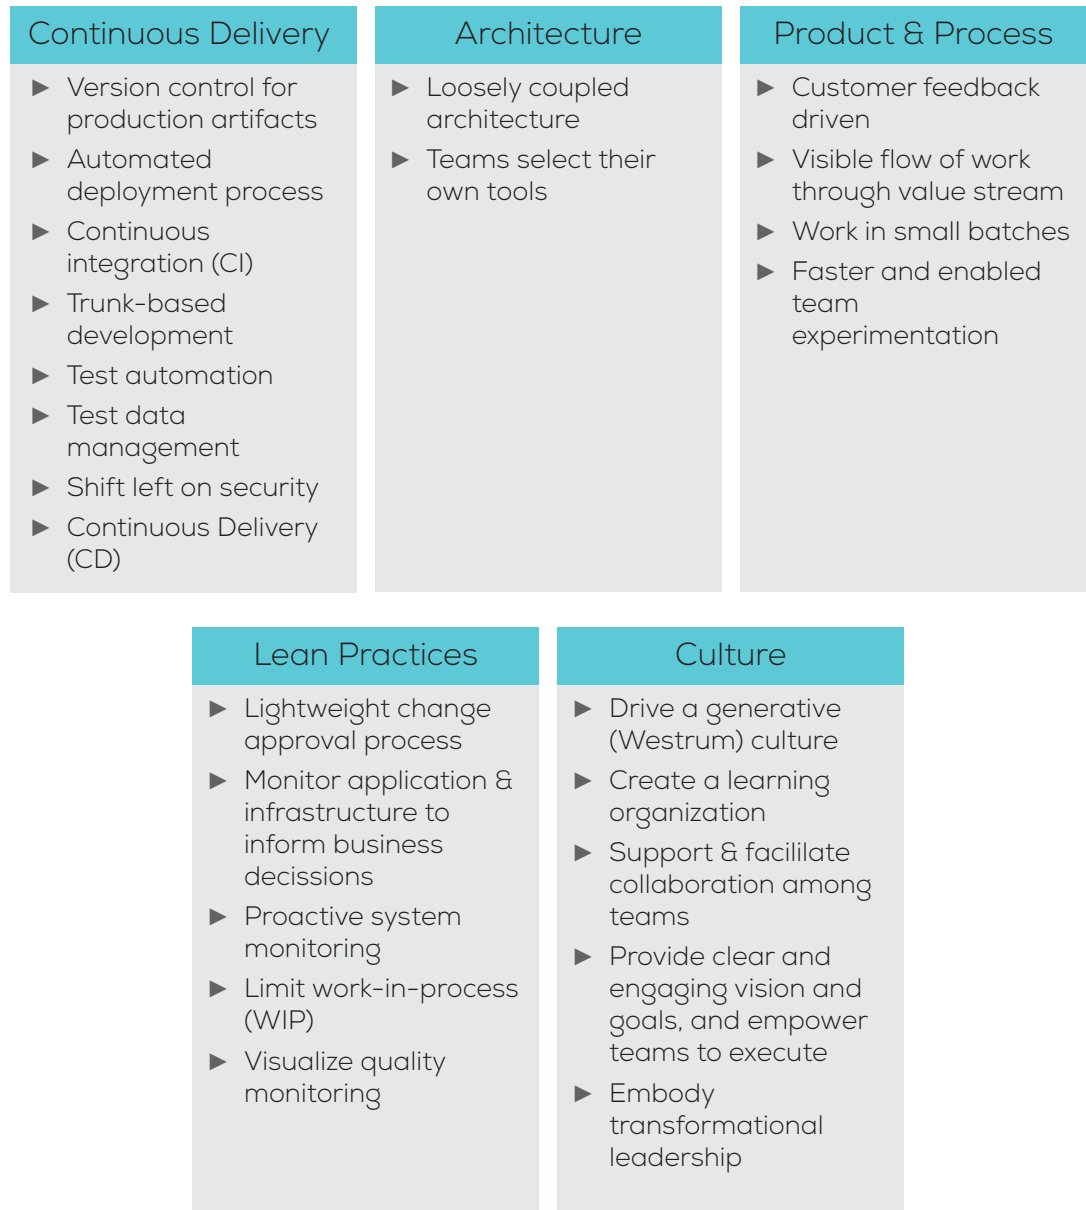 Continuous Delivery
► Version control for
production artifacts
► Automated
deployment process
► Continuous
integration (CI)
► Trunk-based
development
► Test automation
► Test data
management
► Shift left on security
► Continuous Delivery
(CD)
Architecture
► Loosely coupled
architecture
► Teams select their
own tools
Product & Process
► Customer feedback
driven
► Visible flow of work
through value stream
► Work in small batches
► Faster and enabled
team
experimentation
Lean Practices
► Lightweight change
approval process
► Monitor application &
infrastructure to
inform business
decissions
► Proactive system
monitoring
► Limit work-in-process
(WIP)
► Visualize quality
monitoring
Culture
► Drive a generative
(Westrum) culture
► Create a learning
organization
► Support & facililate
collaboration among
teams
► Provide clear and
engaging vision and
goals, and empower
teams to execute
► Embody
transformational
leadership